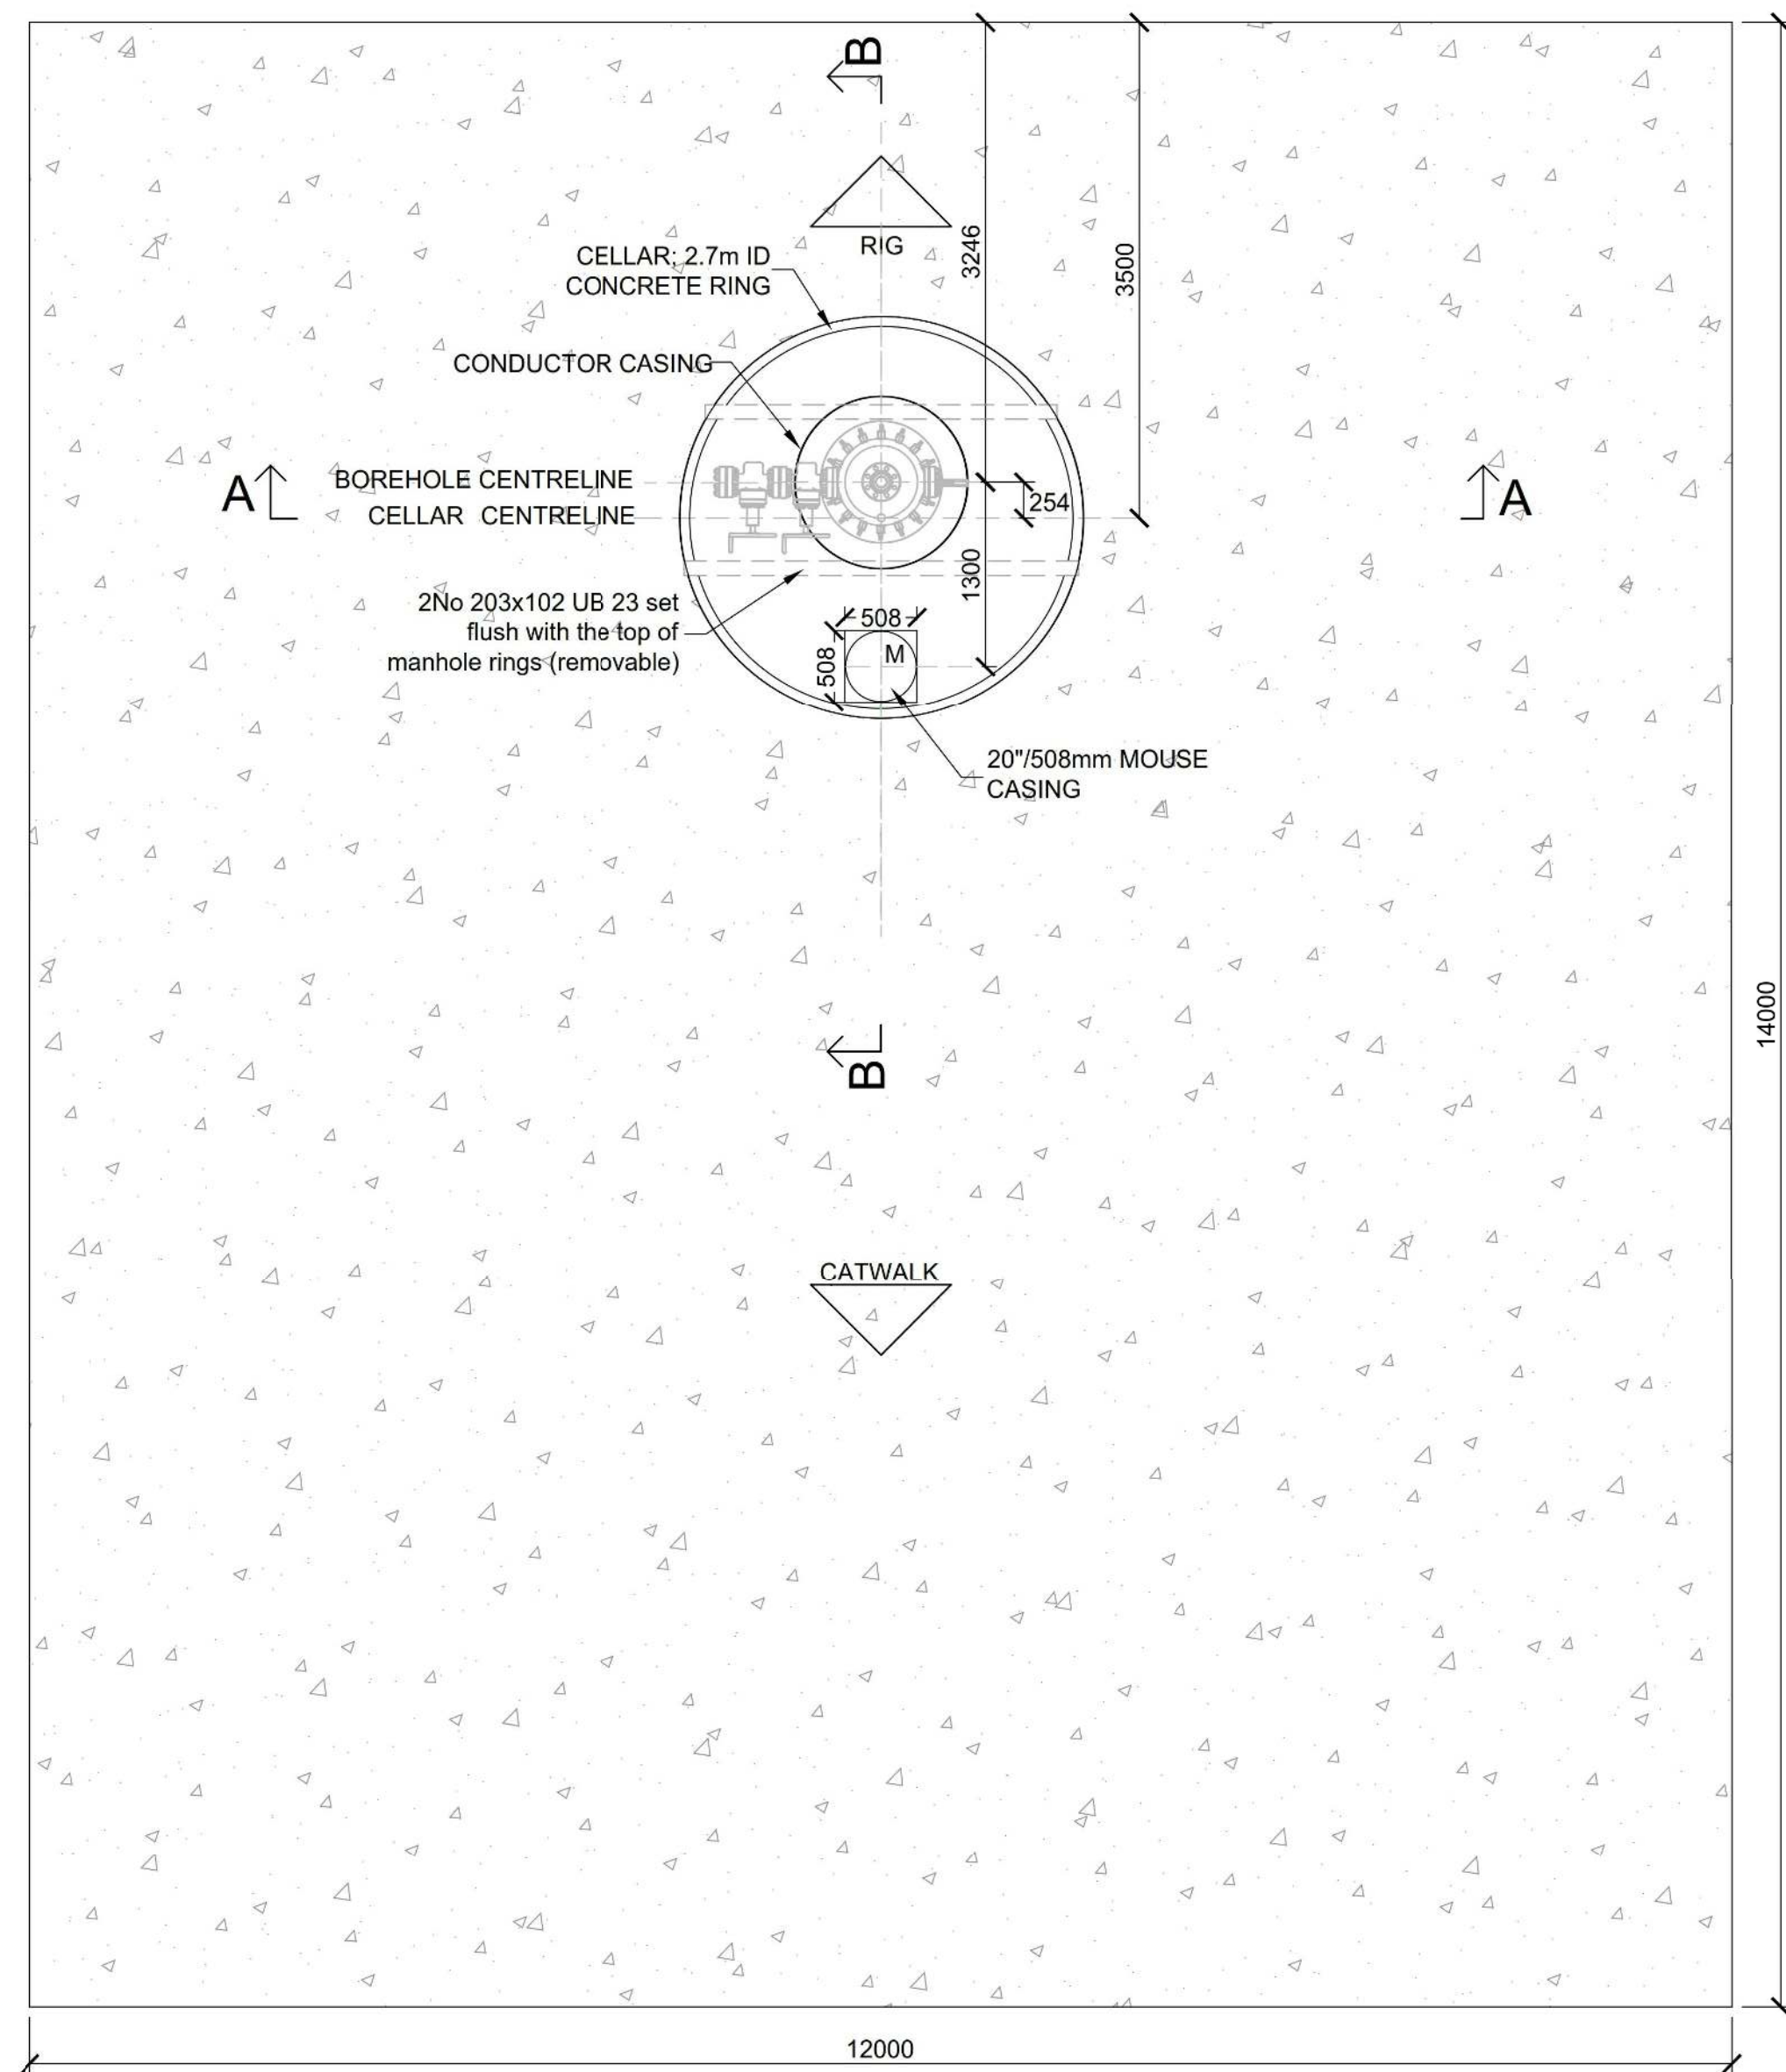 B
RIG
3246
3500
CELLAR; 2.7m ID
CONCRETE RING
CONDUCTOR CASING
A
BOREHOLE CENTRELINE
CELLAR CENTRELINE
254
A
1300
2No 203x102 UB 23 set
flush with the top of
manhole rings (removable)
508
508
M
20"/508mm MOUSE
CASING
B
14000
CATWALK
12000